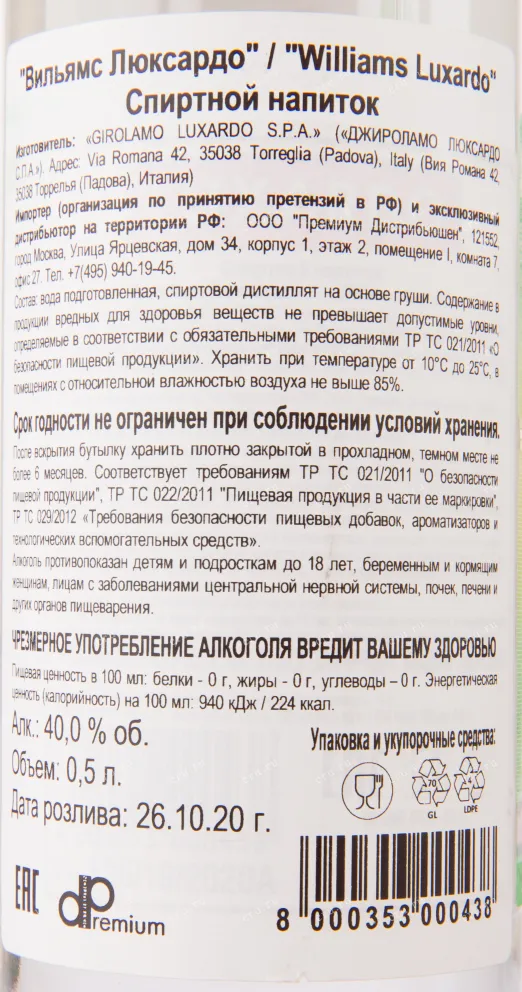 "Вильямс Люксардо" / "Williams Luxardo"
Спиртной напиток
Изготовитель: «GIROLAMO LUXARDO S.P.A.» («ДЖИРОЛАМО ЛЮКСАРДО
С.П.А»). Адрес: Via Romana 42, 35038 Torreglia (Padova), Italy (Вия Романа 42,
35038 Торрелья (Падова), Италия)
Импортер (организация по принятию претензий в РФ) и эксклюзивный
дистрибьютор на территории РФ: ООО "Премиум Дистрибьюшен", 121552,
город Москва, Улица Ярцевская, дом 34, корпус 1, этаж 2, помещение I, комната 7,
офис 27. Тел. +7(495) 940-19-45.
Состав: вода подготовленная, спиртовой дистиллят на основе груши. Содержание в
продукции вредных для здоровья веществ не превышает допустимые уровни,
определяемые в соответствии с обязательными требованиями ТР ТС 021/2011 «О
безопасности пищевой продукции». Хранить при температуре от 10°С до 25°С, в
помещениях с относительной влажностью воздуха не выше 85%.
Срок годности не ограничен при соблюдении условий хранения.
После вскрытия бутылку хранить плотно закрытой в прохладном, темном месте не
более 6 месяцев. Соответствует требованиям ТР ТС 021/2011 "О безопасности
пищевой продукции", ТР ТС 022/2011 "Пищевая продукция в части ее маркировки",
ТР ТС 029/2012 «Требования безопасности пищевых добавок, ароматизаторов и
технологических вспомогательных средств».
Алкоголь противопоказан детям и подросткам до 18 лет, беременным и кормящим
женщинам, лицам с заболеваниями центральной нервной системы, почек, печени и
других органов пищеварения.
ЧРЕЗМЕРНОЕ УПОТРЕБЛЕНИЕ АЛКОГОЛЯ ВРЕДИТ ВАШЕМУ ЗДОРОВЬЮ
Пищевая ценность в 100 мл: белки - 0 г, жиры - 0 г, углеводы – 0 г. Энергетическая
ценность (калорийность) на 100 мл: 940 кДж / 224 ккал.
Алк.: 40,0 % об.
Объем: 0,5 л.
Дата розлива: 26.10.20 г.
Упаковка и укупорочные средства:
70 4
GL LDPE
EAC
dp Premium
8 000353 000438